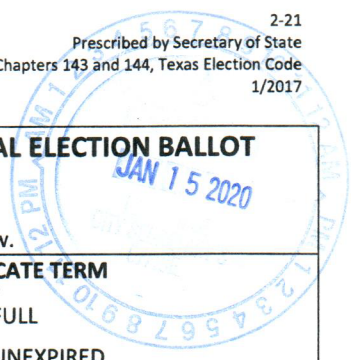 2-21
Prescribed by Secretary of State
Chapters 143 and 144, Texas Election Code
1/2017
AL ELECTION BALLOT
JAN 15 2020
W.
CATE TERM
FULL
UNEXPIRED